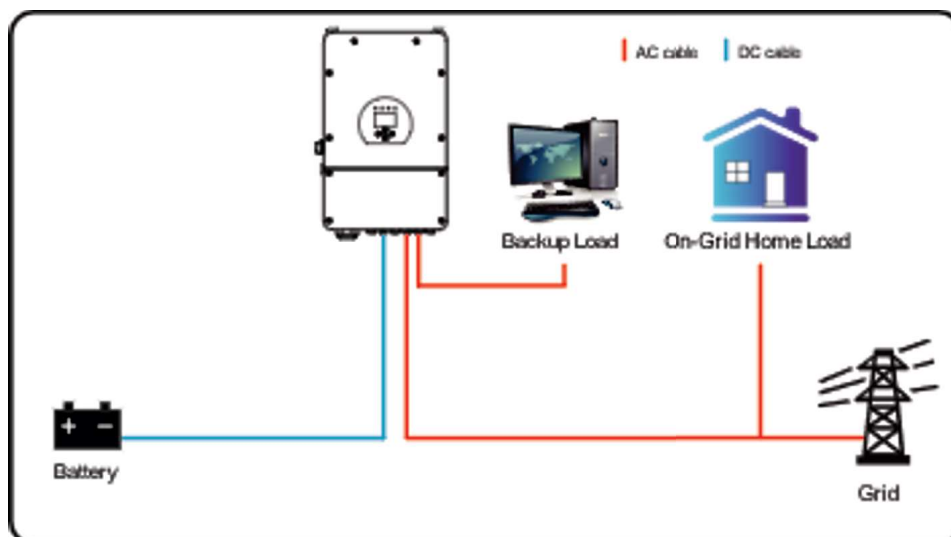 AC cable
DC cable
Backup Load
On-Grid Home Load
+ −
Battery
Grid